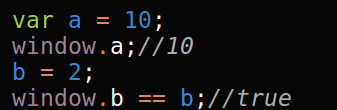 var a = 10;
window.a;//10
b = 2;
window.b == b;//true